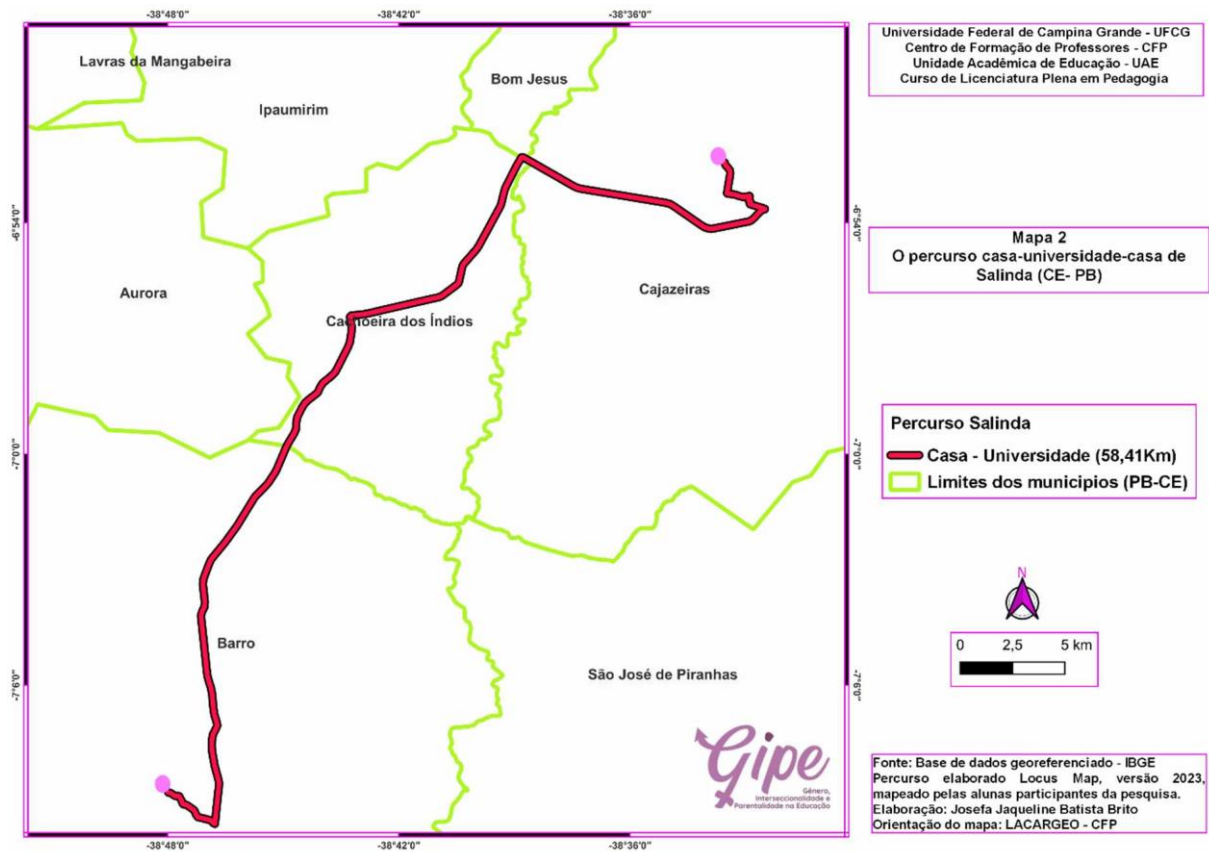 -38°48'0"
-38°42'0"
-38°36'0"
Lavras da Mangabeira
Ipaumirim
Bom Jesus
-6°54'0"
-6°54'0"
Aurora
Cajazeiras
Cachoeira dos Índios
-7°0'0"
-7°0'0"
Barro
São José de Piranhas
-7°6'0"
-7°6'0"
Gipe
Gênero,
Interseccionalidade e
Parentalidade na Educação
-38°48'0"
-38°42'0"
-38°36'0"
Universidade Federal de Campina Grande - UFCG
Centro de Formação de Professores - CFP
Unidade Acadêmica de Educação - UAE
Curso de Licenciatura Plena em Pedagogia
Mapa 2
O percurso casa-universidade-casa de
Salinda (CE- PB)
Percurso Salinda
Casa - Universidade (58,41Km)
Limites dos municipios (PB-CE)
N
0 2,5 5 km
Fonte: Base de dados georeferenciado - IBGE
Percurso elaborado Locus Map, versão 2023,
mapeado pelas alunas participantes da pesquisa.
Elaboração: Josefa Jaqueline Batista Brito
Orientação do mapa: LACARGEO - CFP